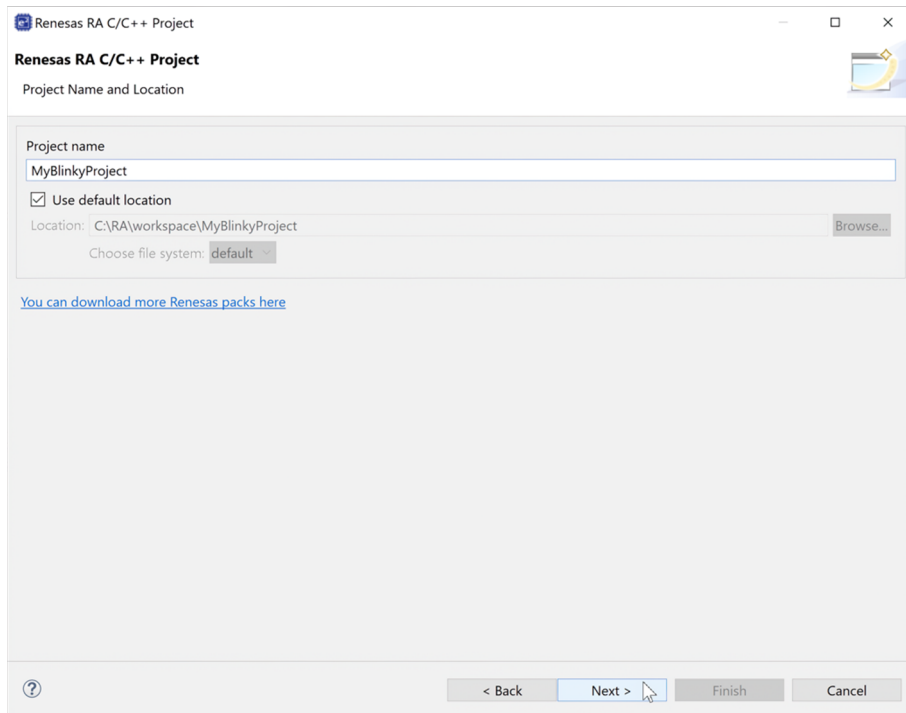 Renesas RA C/C++ Project
Renesas RA C/C++ Project
Project Name and Location
Project name
MyBlinkyProject
Use default location
Location: C:\RA\workspace\MyBlinkyProject Browse...
Choose file system: default
You can download more Renesas packs here
? < Back Next > Finish Cancel